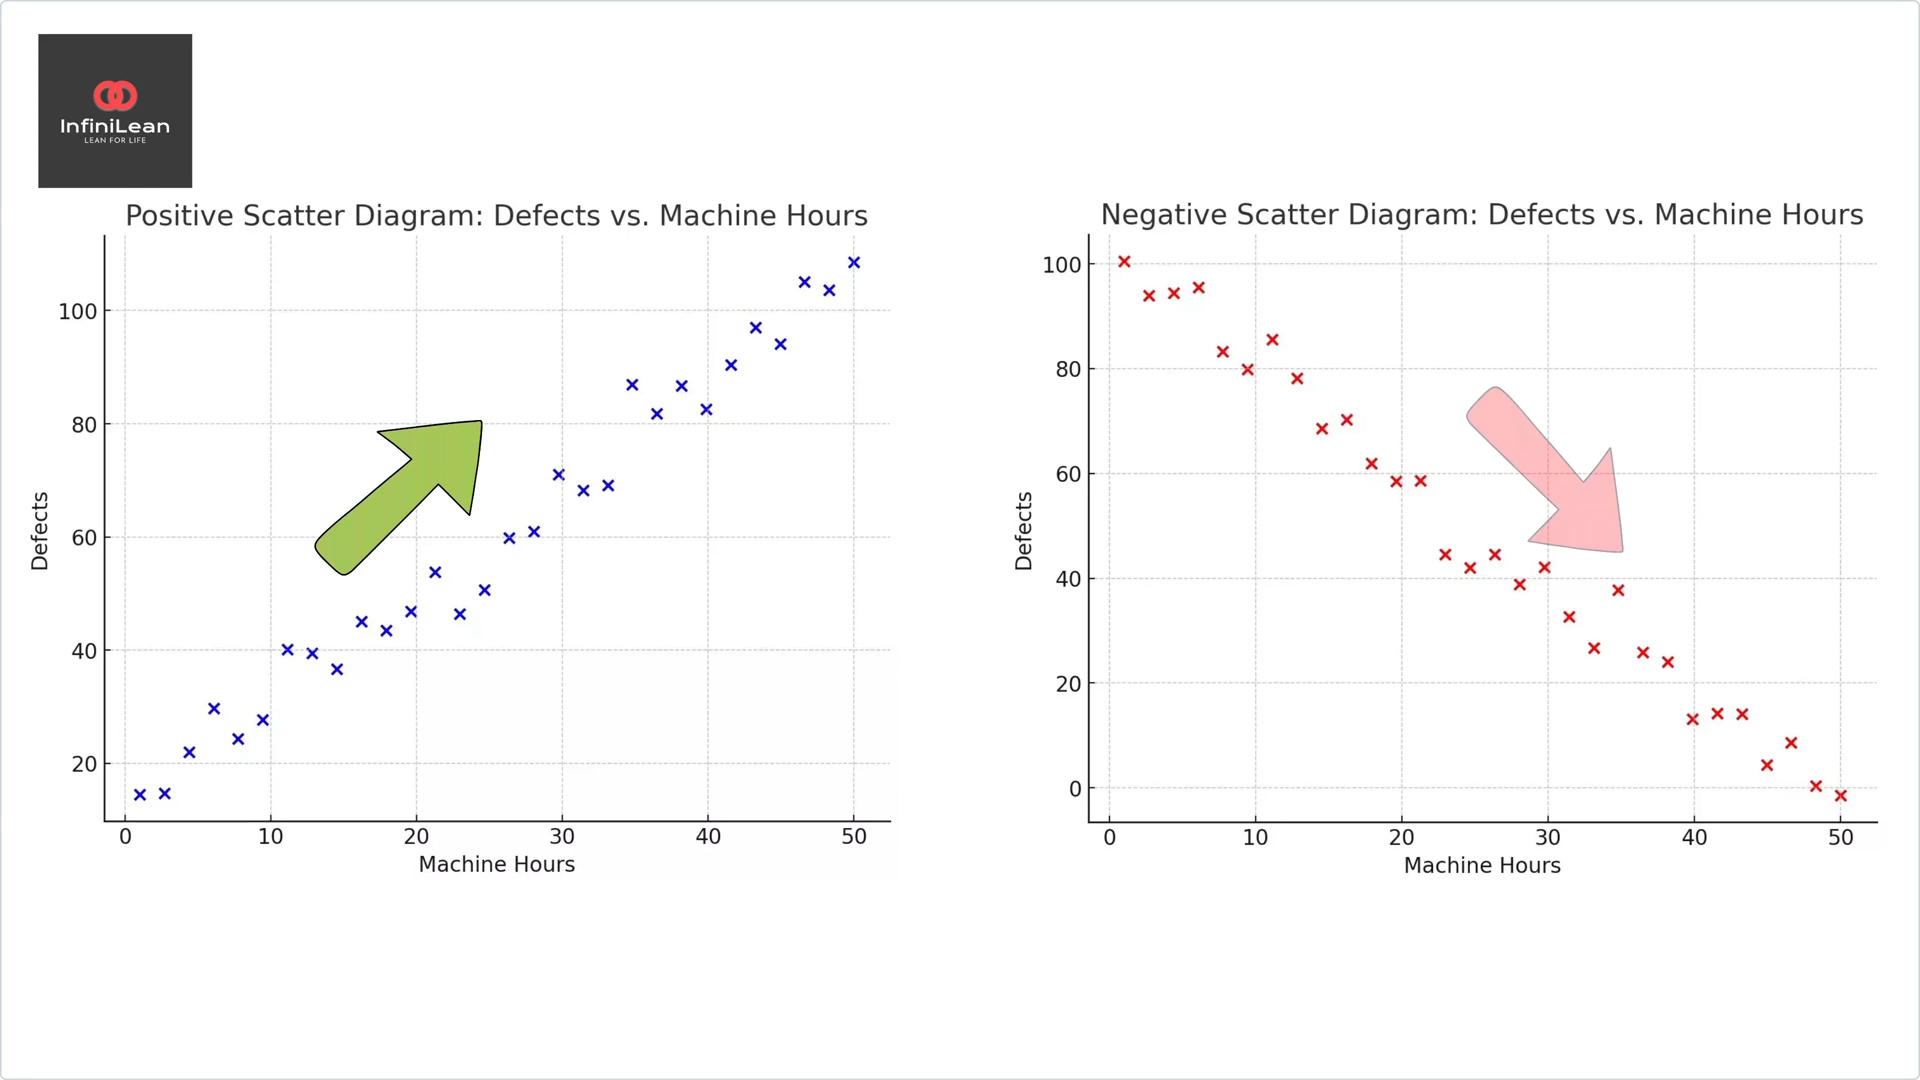 InfiniLean
LEAN FOR LIFE
Positive Scatter Diagram: Defects vs. Machine Hours
100
80
60
40
20
Defects
0 10 20 30 40 50
Machine Hours
Negative Scatter Diagram: Defects vs. Machine Hours
100
80
60
40
20
0
Defects
0 10 20 30 40 50
Machine Hours